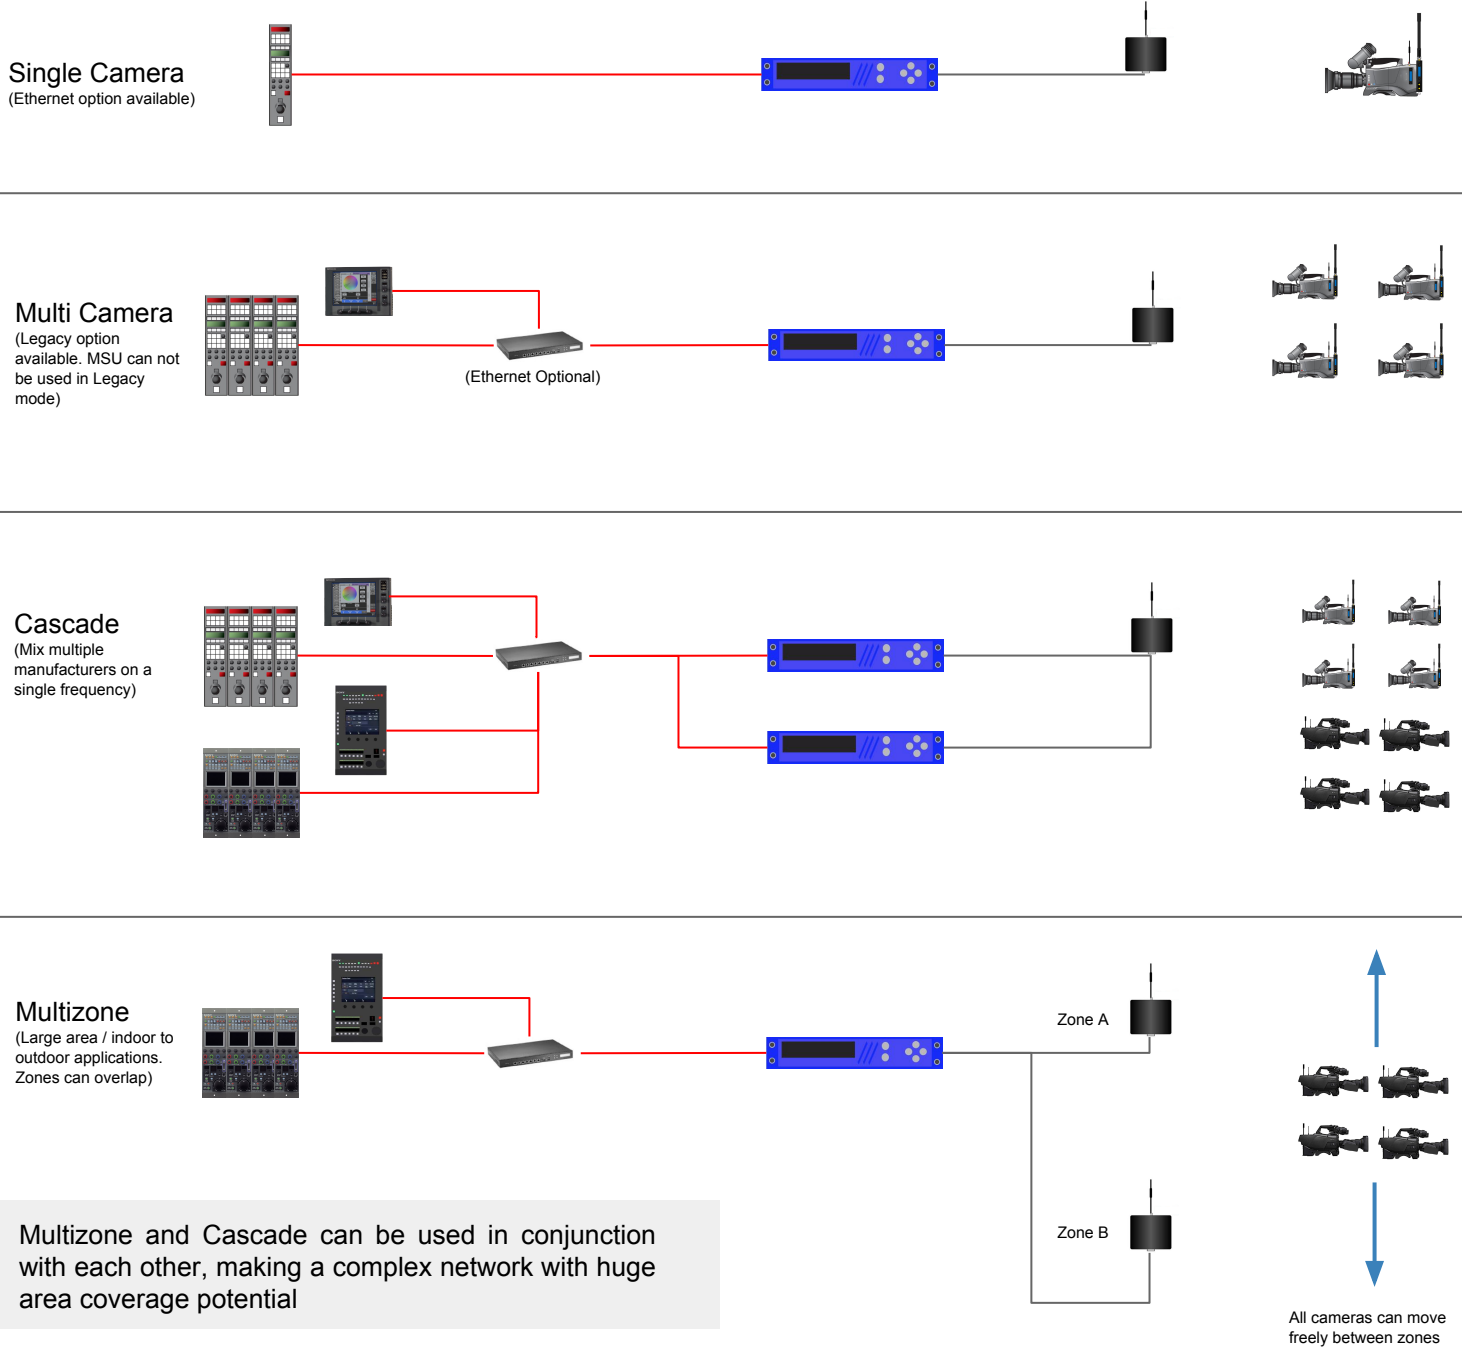 Single Camera
(Ethernet option available)
Multi Camera
(Legacy option
available. MSU can not
be used in Legacy
mode)
(Ethernet Optional)
Cascade
(Mix multiple
manufacturers on a
single frequency)
Multizone
(Large area / indoor to
outdoor applications.
Zones can overlap)
Zone A
Zone B
Multizone and Cascade can be used in conjunction
with each other, making a complex network with huge
area coverage potential
All cameras can move
freely between zones